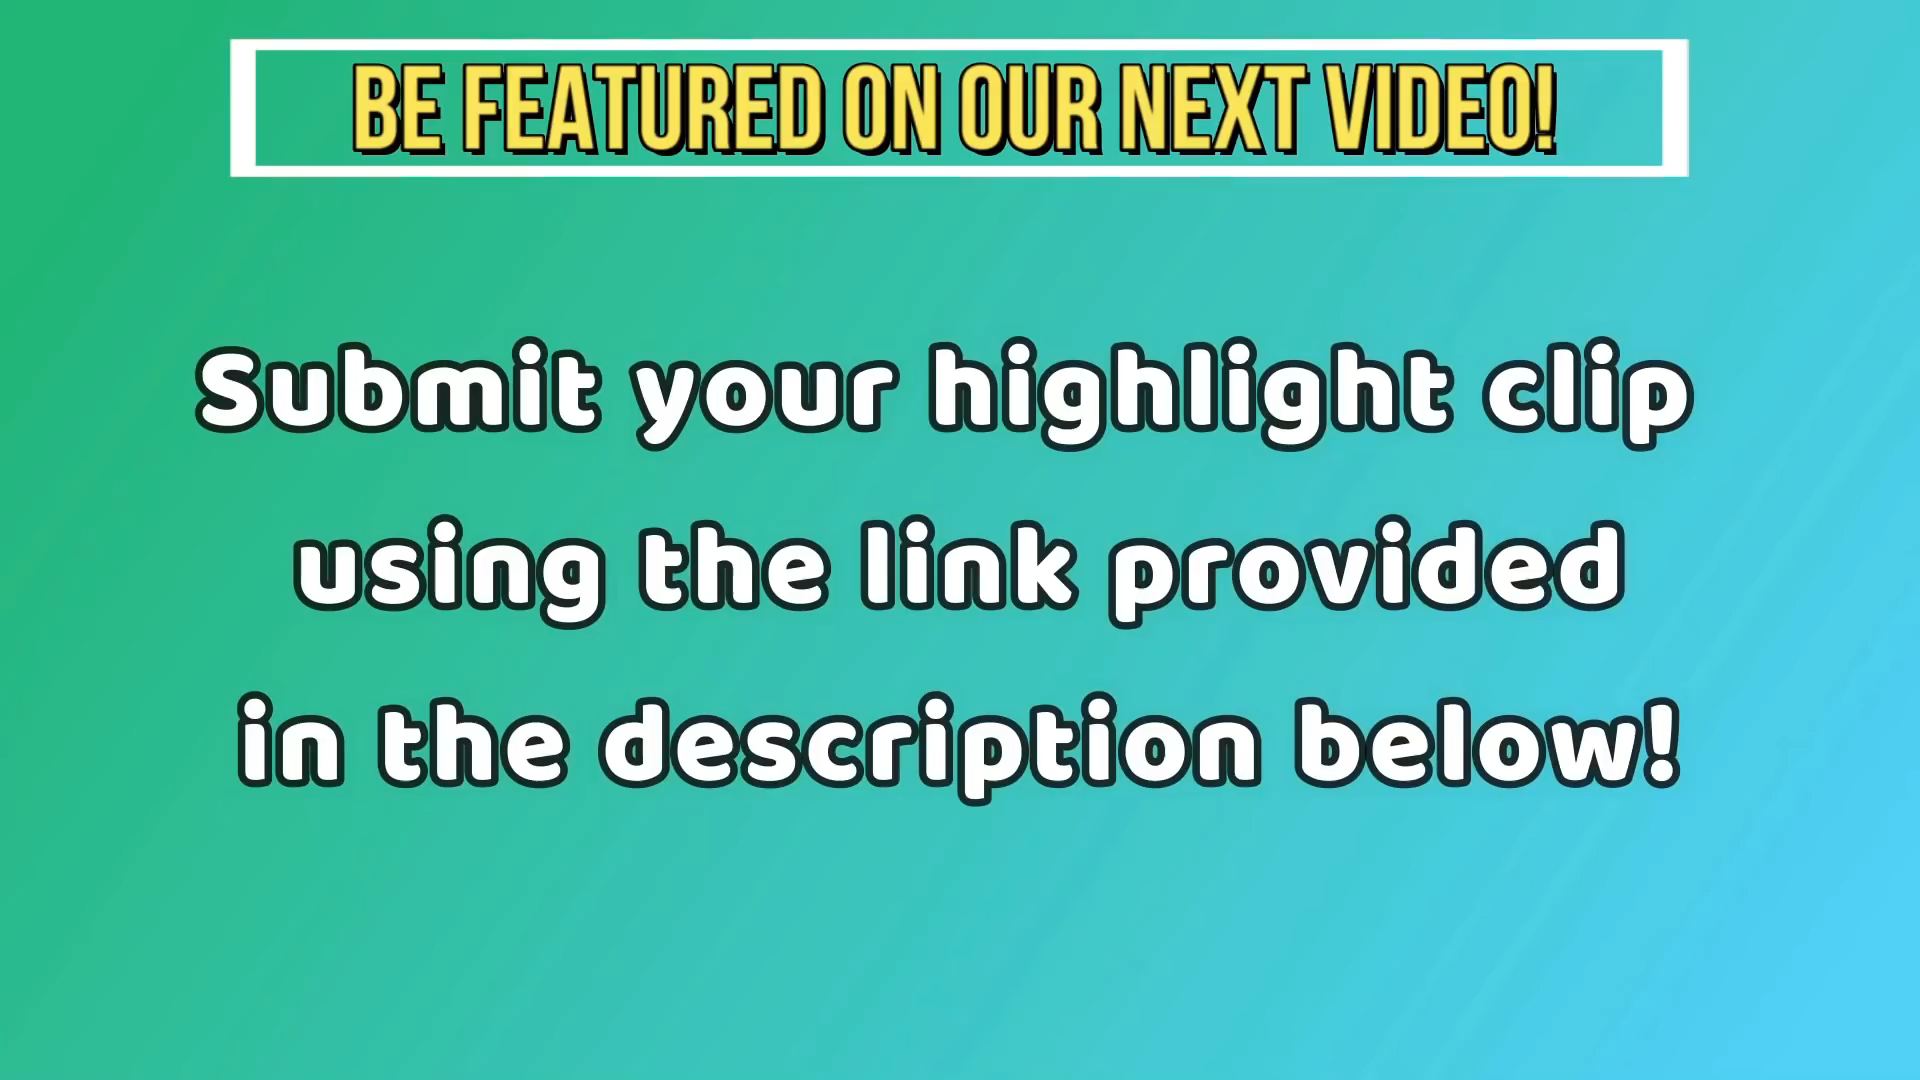 BE FEATURED ON OUR NEXT VIDEO!
Submit your highlight clip
using the link provided
in the description below!